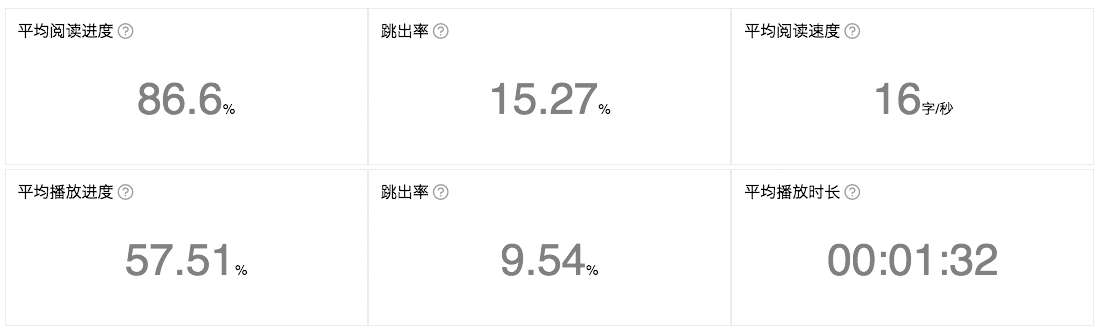 平均阅读进度 ? 跳出率 ? 平均阅读速度 ?
86.6% 15.27% 16字/秒
平均播放进度 ? 跳出率 ? 平均播放时长 ?
57.51% 9.54% 00:01:32